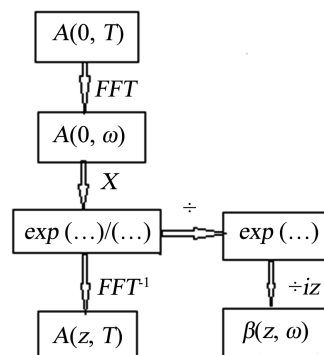 A(0, T)
FFT
A(0, ω)
X
÷
exp (...)/(...)
exp (...)
FFT⁻¹
÷iz
A(z, T)
β(z, ω)